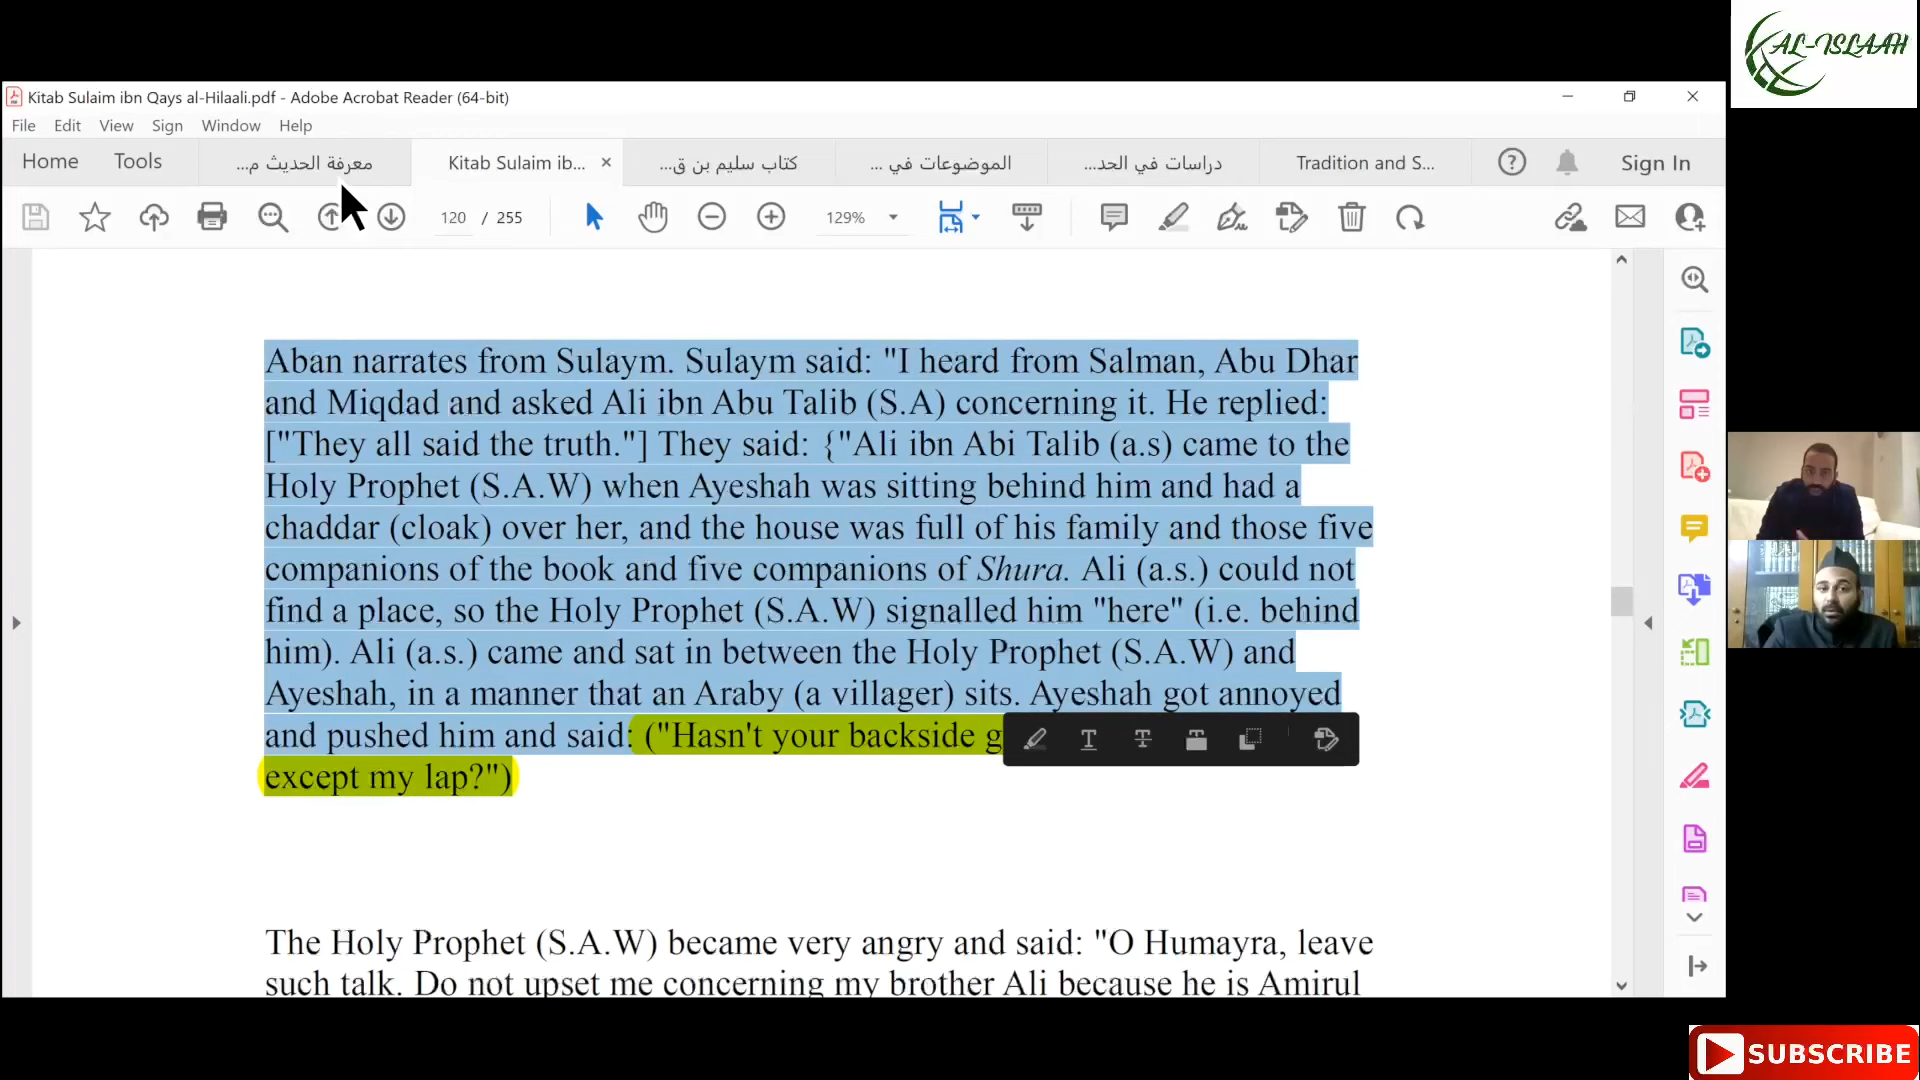 AL-ISLAAH
Kitab Sulaim ibn Qays al-Hilaali.pdf - Adobe Acrobat Reader (64-bit)
File Edit View Sign Window Help
Home Tools معرفة الحديث م... Kitab Sulaim ib... كتاب سليم بن ق... الموضوعات في ... دراسات في الحد... Tradition and S... Sign In
120 / 255 129%
Aban narrates from Sulaym. Sulaym said: "I heard from Salman, Abu Dhar
and Miqdad and asked Ali ibn Abu Talib (S.A) concerning it. He replied:
["They all said the truth."] They said: {"Ali ibn Abi Talib (a.s) came to the
Holy Prophet (S.A.W) when Ayeshah was sitting behind him and had a
chaddar (cloak) over her, and the house was full of his family and those five
companions of the book and five companions of Shura. Ali (a.s.) could not
find a place, so the Holy Prophet (S.A.W) signalled him "here" (i.e. behind
him). Ali (a.s.) came and sat in between the Holy Prophet (S.A.W) and
Ayeshah, in a manner that an Araby (a villager) sits. Ayeshah got annoyed
and pushed him and said: ("Hasn't your backside g
except my lap?")
The Holy Prophet (S.A.W) became very angry and said: "O Humayra, leave
such talk. Do not upset me concerning my brother Ali because he is Amirul
SUBSCRIBE